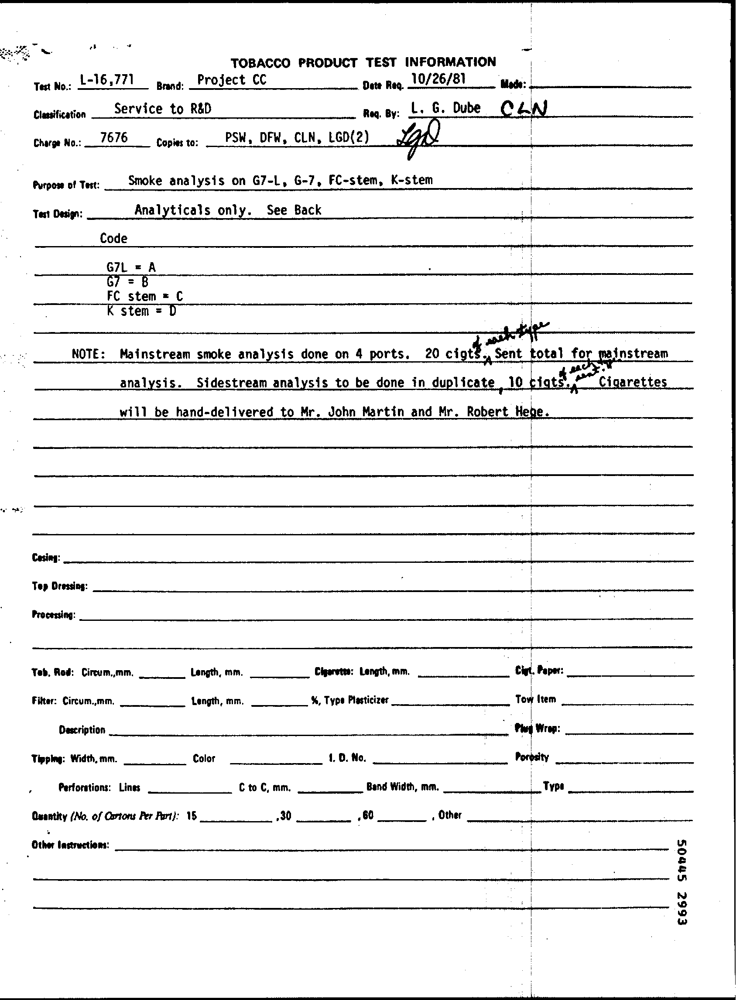 TOBACCO PRODUCT TEST INFORMATION
Test No.: L-16,771 Brand: Project CC Date Req. 10/26/81 Made:
Classification Service to R&D Req. By: L. G. Dube CLN
Charge No.: 7676 Copies to: PSW, DFW, CLN, LGD(2) LgD
Purpose of Test: Smoke analysis on G7-L, G-7, FC-stem, K-stem
Test Design: Analyticals only. See Back
Code
G7L = A
G7 = B
FC stem = C
K stem = D
of each type
NOTE: Mainstream smoke analysis done on 4 ports. 20 cigts. Sent total for mainstream
of each
sent.
analysis. Sidestream analysis to be done in duplicate, 10 cigts. Cigarettes
will be hand-delivered to Mr. John Martin and Mr. Robert Hege.
Casing:
Top Dressing:
Processing:
Tob. Rod: Circum.,mm. Length, mm. Cigarette: Length, mm. Cigt. Paper:
Filter: Circum.,mm. Length, mm. %, Type Plasticizer Tow Item
Description Plug Wrap:
Tipping: Width, mm. Color I. D. No. Porosity
Perforations: Lines C to C, mm. Band Width, mm. Type
Quantity (No. of Cartons Per Part): 15 ,30 ,60 , Other
Other Instructions:
50445 2993